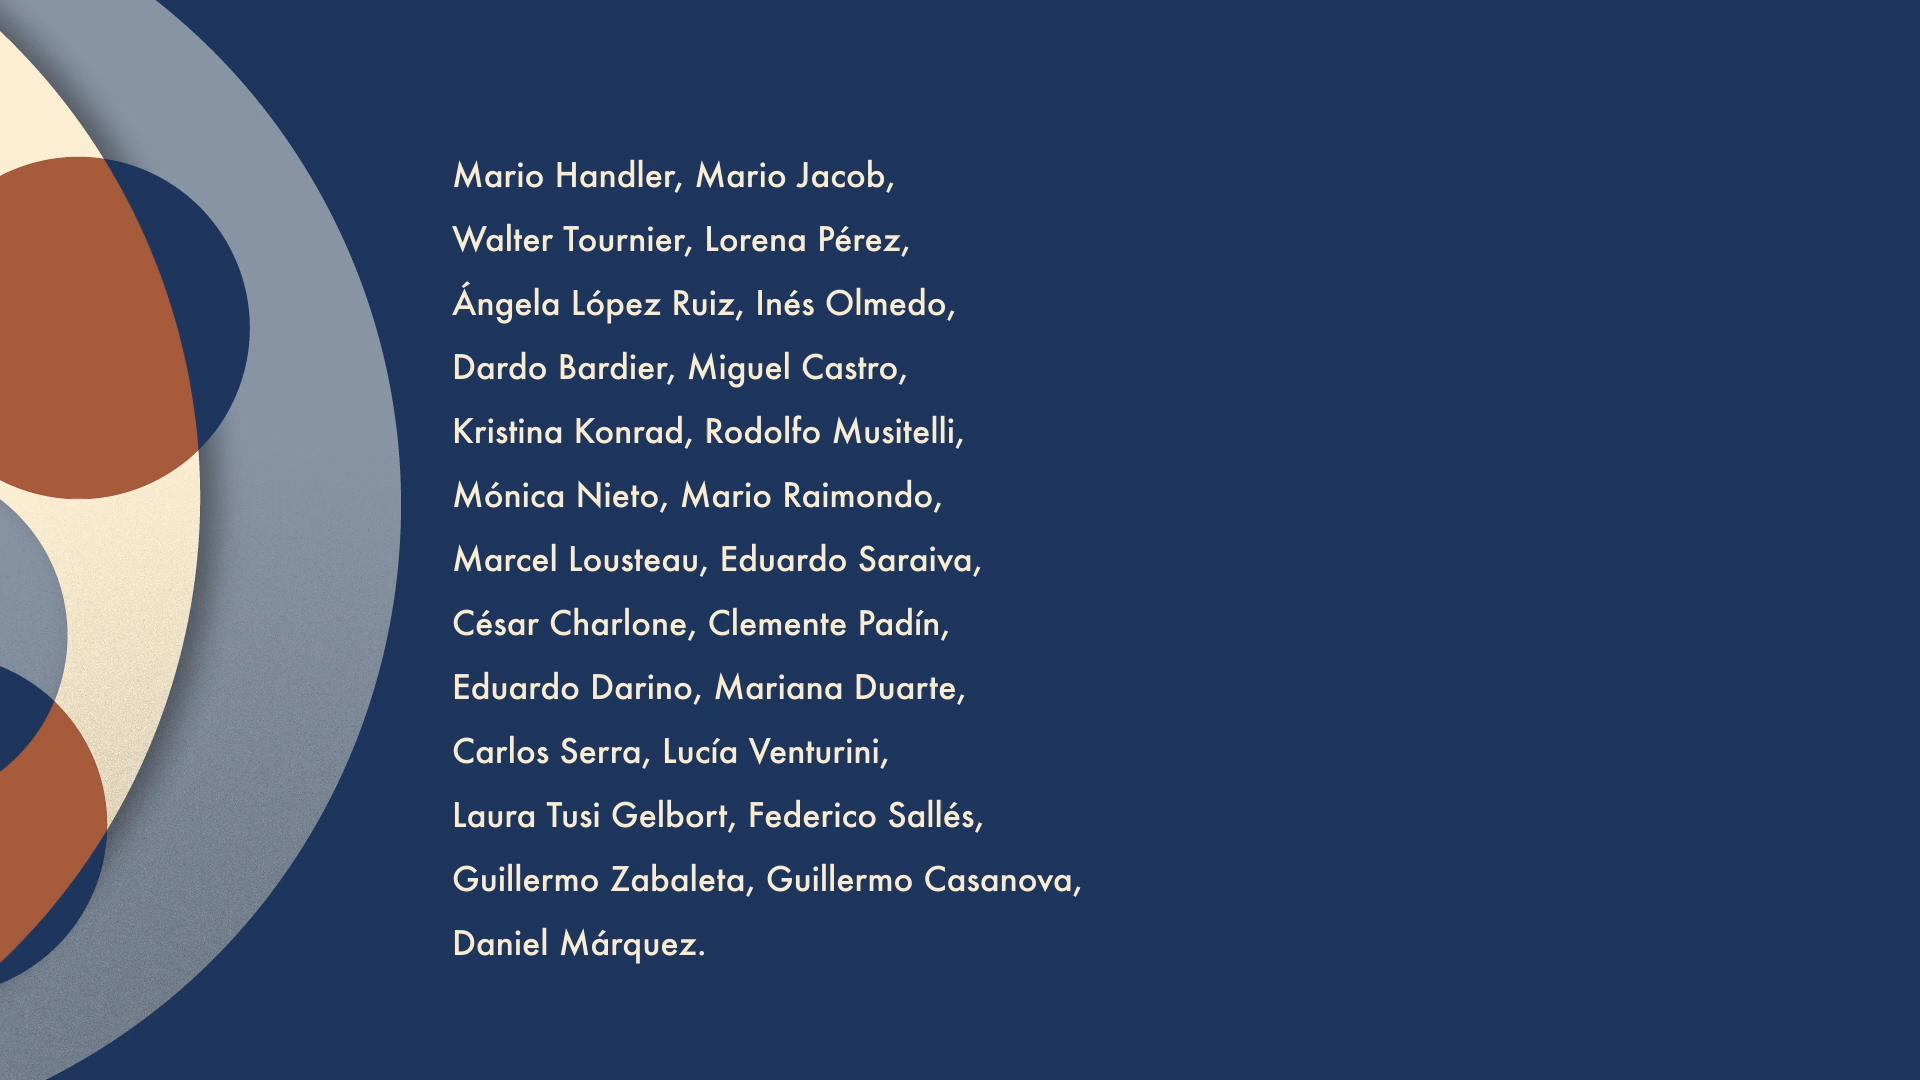 Mario Handler, Mario Jacob,
Walter Tournier, Lorena Pérez,
Ángela López Ruiz, Inés Olmedo,
Dardo Bardier, Miguel Castro,
Kristina Konrad, Rodolfo Musitelli,
Mónica Nieto, Mario Raimondo,
Marcel Lousteau, Eduardo Saraiva,
César Charlone, Clemente Padín,
Eduardo Darino, Mariana Duarte,
Carlos Serra, Lucía Venturini,
Laura Tusi Gelbort, Federico Sallés,
Guillermo Zabaleta, Guillermo Casanova,
Daniel Márquez.